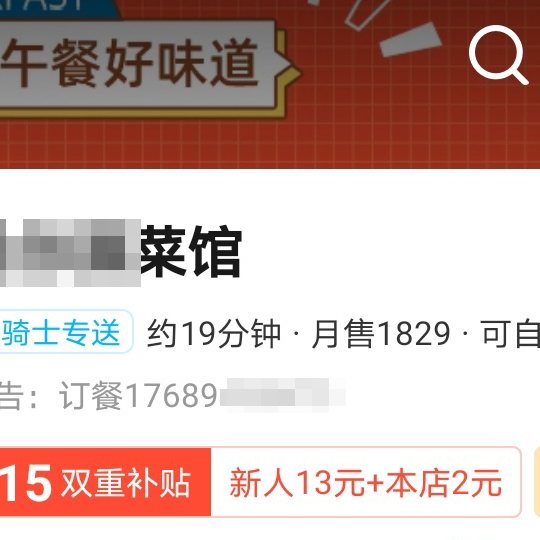 午餐好味道
菜馆
骑士专送 约19分钟 · 月售1829 · 可自
告：订餐17689
15 双重补贴 新人13元+本店2元